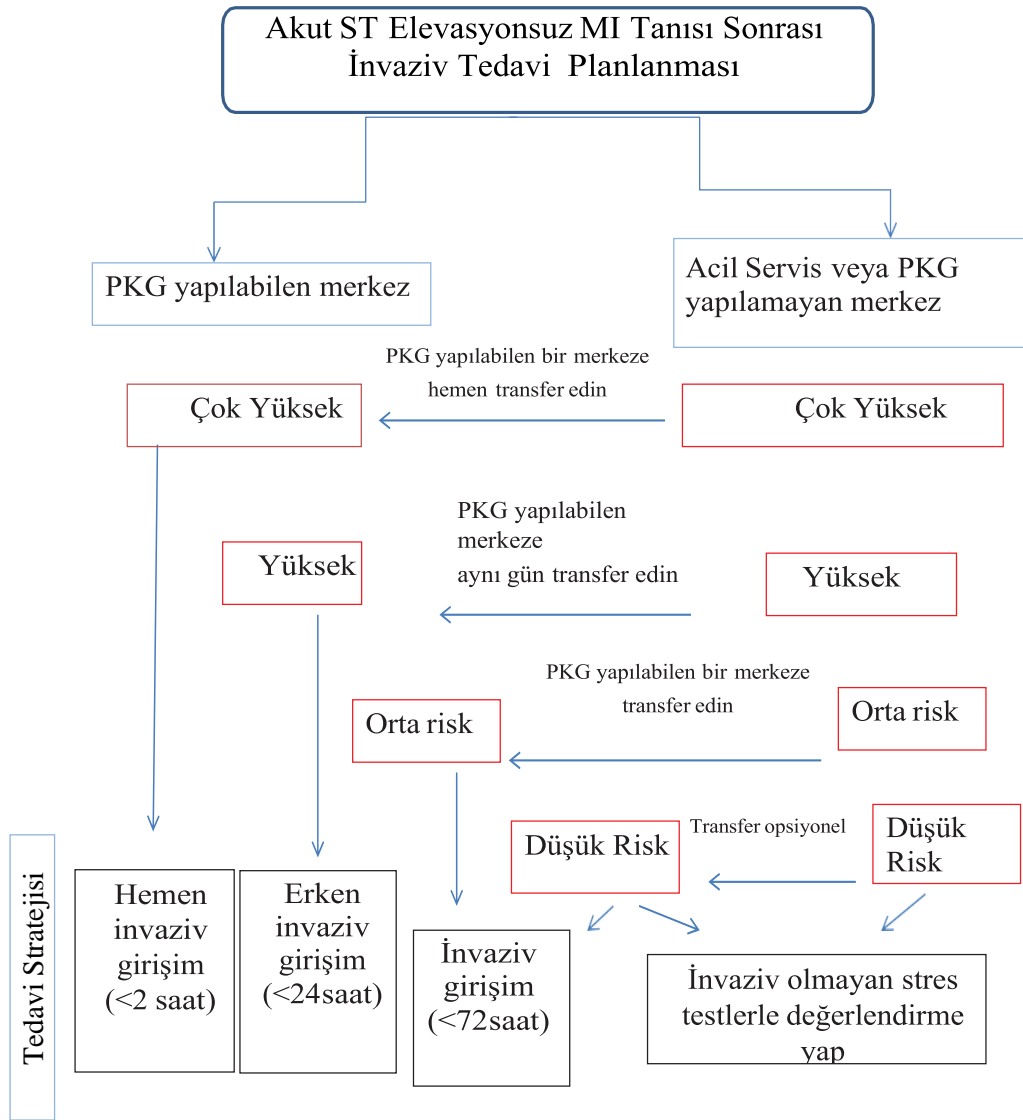 Akut ST Elevasyonsuz MI Tanısı Sonrası
İnvaziv Tedavi Planlanması
PKG yapılabilen merkez
Acil Servis veya PKG
yapılamayan merkez
PKG yapılabilen bir merkeze
hemen transfer edin
Çok Yüksek
Çok Yüksek
PKG yapılabilen
merkeze
aynı gün transfer edin
Yüksek
Yüksek
PKG yapılabilen bir merkeze
transfer edin
Orta risk
Orta risk
Transfer opsiyonel
Düşük Risk
Düşük
Risk
Tedavi Stratejisi
Hemen
invaziv
girişim
(<2 saat)
Erken
invaziv
girişim
(<24saat)
İnvaziv
girişim
(<72saat)
İnvaziv olmayan stres
testlerle değerlendirme
yap